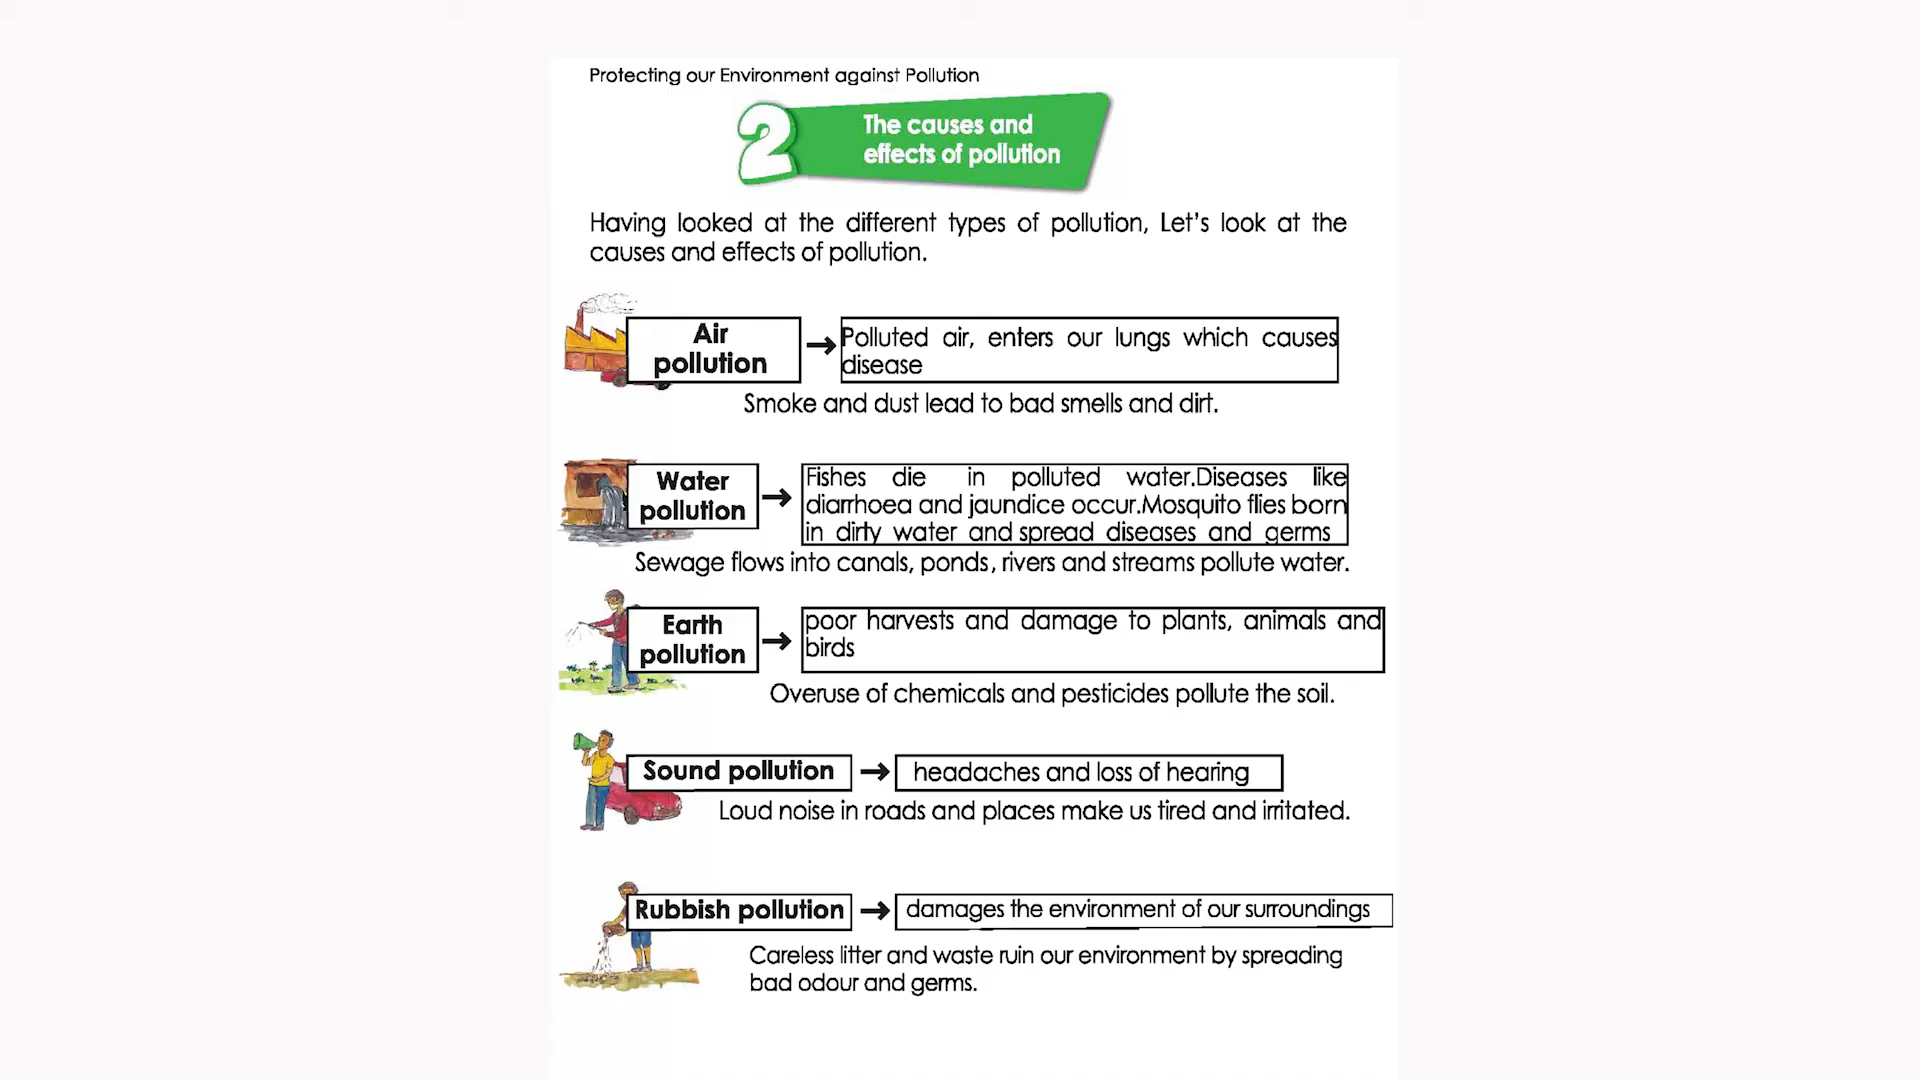 Protecting our Environment against Pollution
2
The causes and
effects of pollution
Having looked at the different types of pollution, Let's look at the
causes and effects of pollution.
Air
pollution
→
Polluted air, enters our lungs which causes
disease
Smoke and dust lead to bad smells and dirt.
Water
pollution
→
Fishes die in polluted water.Diseases like
diarrhoea and jaundice occur.Mosquito flies born
in dirty water and spread diseases and germs
Sewage flows into canals, ponds, rivers and streams pollute water.
Earth
pollution
→
poor harvests and damage to plants, animals and
birds
Overuse of chemicals and pesticides pollute the soil.
Sound pollution
→
headaches and loss of hearing
Loud noise in roads and places make us tired and irritated.
Rubbish pollution
→
damages the environment of our surroundings
Careless litter and waste ruin our environment by spreading
bad odour and germs.